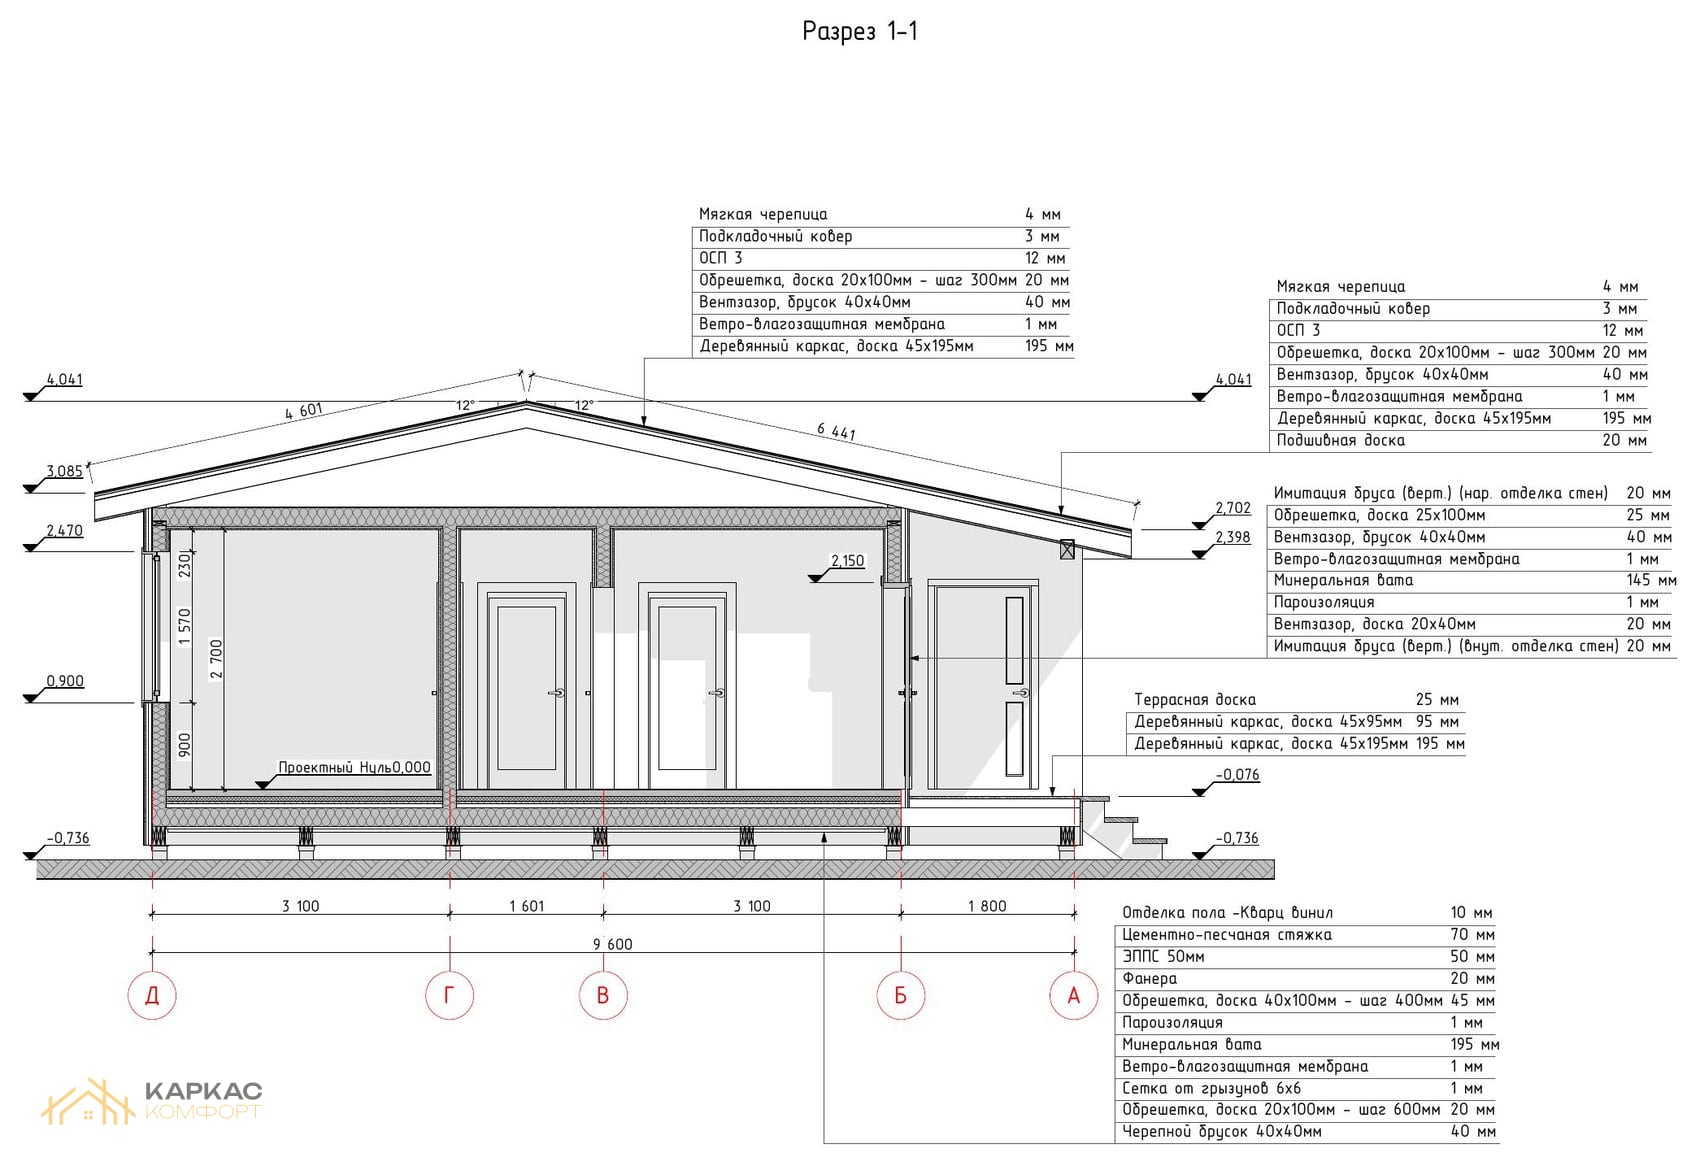 Разрез 1-1
Мягкая черепица 4 мм
Подкладочный ковер 3 мм
ОСП 3 12 мм
Обрешетка, доска 20х100мм - шаг 300мм 20 мм
Вентзазор, брусок 40х40мм 40 мм
Ветро-влагозащитная мембрана 1 мм
Деревянный каркас, доска 45х195мм 195 мм
Мягкая черепица 4 мм
Подкладочный ковер 3 мм
ОСП 3 12 мм
Обрешетка, доска 20х100мм - шаг 300мм 20 мм
Вентзазор, брусок 40х40мм 40 мм
Ветро-влагозащитная мембрана 1 мм
Деревянный каркас, доска 45х195мм 195 мм
Подшивная доска 20 мм
4,041
4 601
12°
12°
6 441
4,041
3,085
2,470
2,702
2,398
Имитация бруса (верт.) (нар. отделка стен) 20 мм
Обрешетка, доска 25х100мм 25 мм
Вентзазор, брусок 40х40мм 40 мм
Ветро-влагозащитная мембрана 1 мм
Минеральная вата 145 мм
Пароизоляция 1 мм
Вентзазор, доска 20х40мм 20 мм
Имитация бруса (верт.) (внут. отделка стен) 20 мм
230
1 570
2 700
900
2,150
0,900
Проектный Нуль0,000
Террасная доска 25 мм
Деревянный каркас, доска 45х95мм 95 мм
Деревянный каркас, доска 45х195мм 195 мм
-0,076
-0,736
-0,736
3 100
1 601
3 100
1 800
9 600
Д
Г
В
Б
А
Отделка пола -Кварц винил 10 мм
Цементно-песчаная стяжка 70 мм
ЭППС 50мм 50 мм
Фанера 20 мм
Обрешетка, доска 40х100мм - шаг 400мм 45 мм
Пароизоляция 1 мм
Минеральная вата 195 мм
Ветро-влагозащитная мембрана 1 мм
Сетка от грызунов 6х6 1 мм
Обрешетка, доска 20х100мм - шаг 600мм 20 мм
Черепной брусок 40х40мм 40 мм
КАРКАС
КОМФОРТ